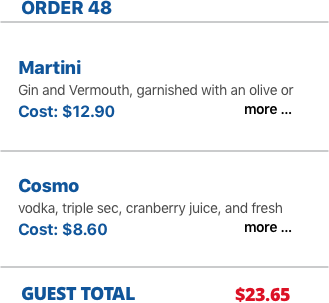 ORDER 48
Martini
Gin and Vermouth, garnished with an olive or
Cost: $12.90 more ...
Cosmo
vodka, triple sec, cranberry juice, and fresh
Cost: $8.60 more ...
GUEST TOTAL $23.65